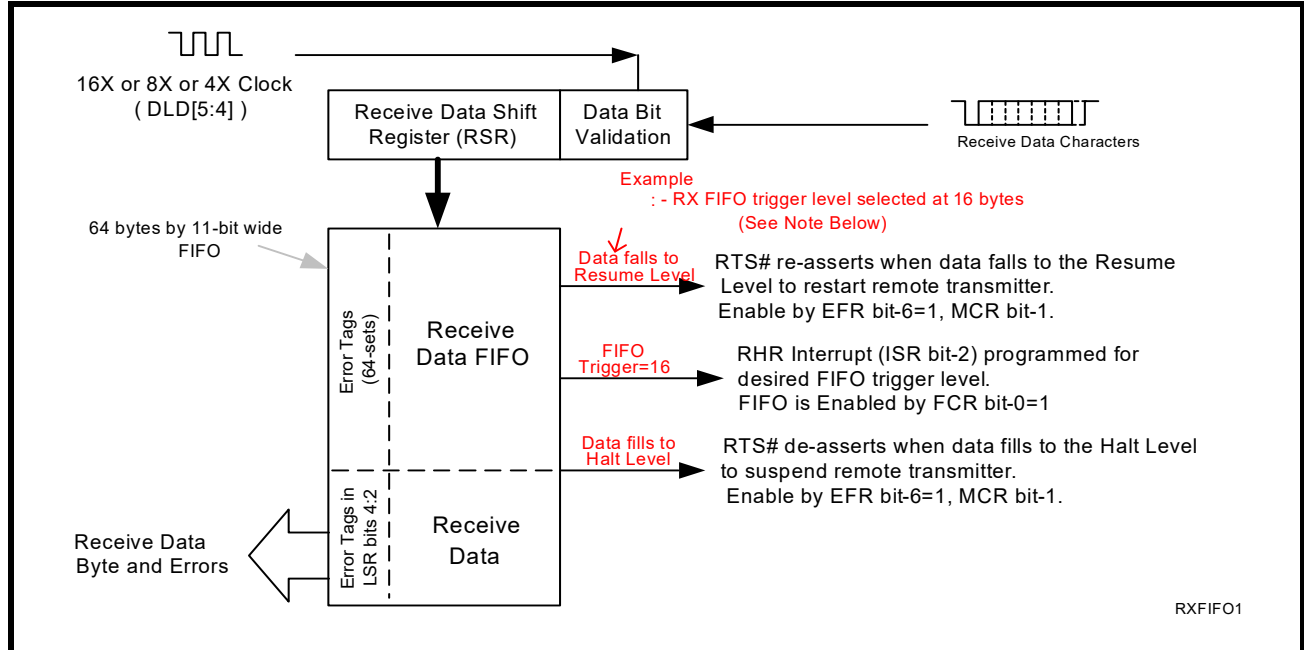 16X or 8X or 4X Clock
( DLD[5:4] )
Receive Data Shift
Register (RSR)
Data Bit
Validation
Receive Data Characters
Example
: - RX FIFO trigger level selected at 16 bytes
(See Note Below)
64 bytes by 11-bit wide
FIFO
Data falls to
Resume Level
RTS# re-asserts when data falls to the Resume
Level to restart remote transmitter.
Enable by EFR bit-6=1, MCR bit-1.
Error Tags
(64-sets)
Receive
Data FIFO
FIFO
Trigger=16
RHR Interrupt (ISR bit-2) programmed for
desired FIFO trigger level.
FIFO is Enabled by FCR bit-0=1
Data fills to
Halt Level
RTS# de-asserts when data fills to the Halt Level
to suspend remote transmitter.
Enable by EFR bit-6=1, MCR bit-1.
Error Tags in
LSR bits 4:2
Receive
Data
Receive Data
Byte and Errors
RXFIFO1